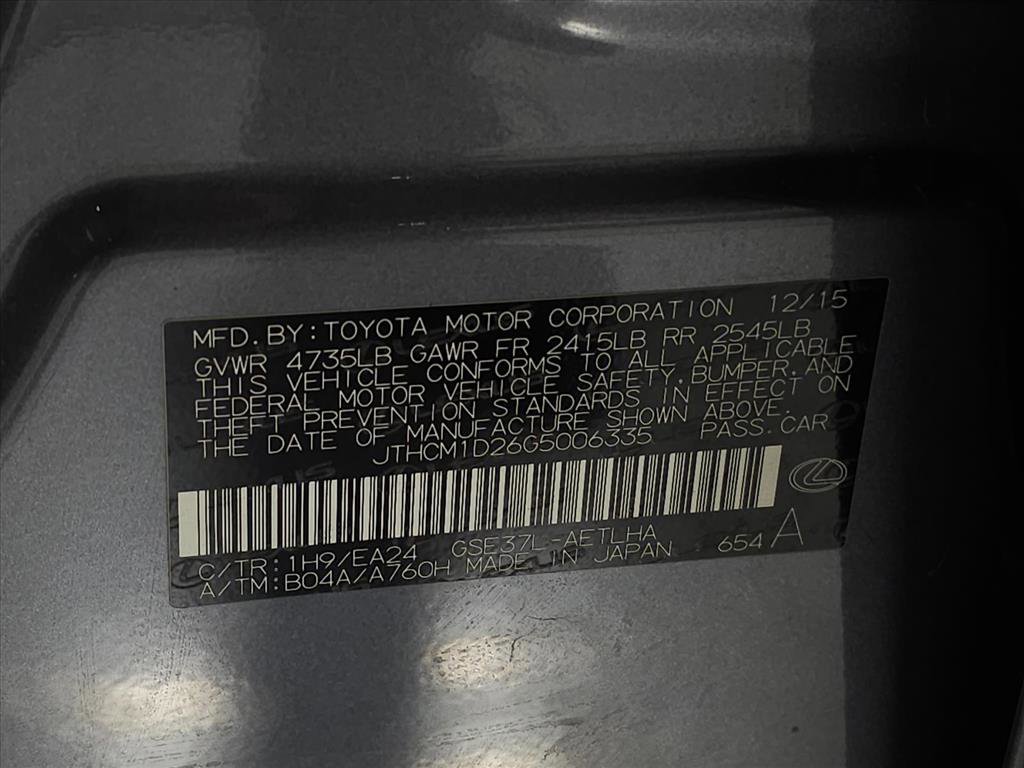 MFD. BY: TOYOTA MOTOR CORPORATION 12/15
GVWR 4735LB GAWR FR 2415LB RR 2545LB
THIS VEHICLE CONFORMS TO ALL APPLICABLE
FEDERAL MOTOR VEHICLE SAFETY, BUMPER, AND
THEFT PREVENTION STANDARDS IN EFFECT ON
THE DATE OF MANUFACTURE SHOWN ABOVE.
JTHCM1D26G5006335 PASS. CAR
C/TR: 1H9/EA24 GSE37L-AETLHA
A/TM: B04A/A760H MADE IN JAPAN 654 A